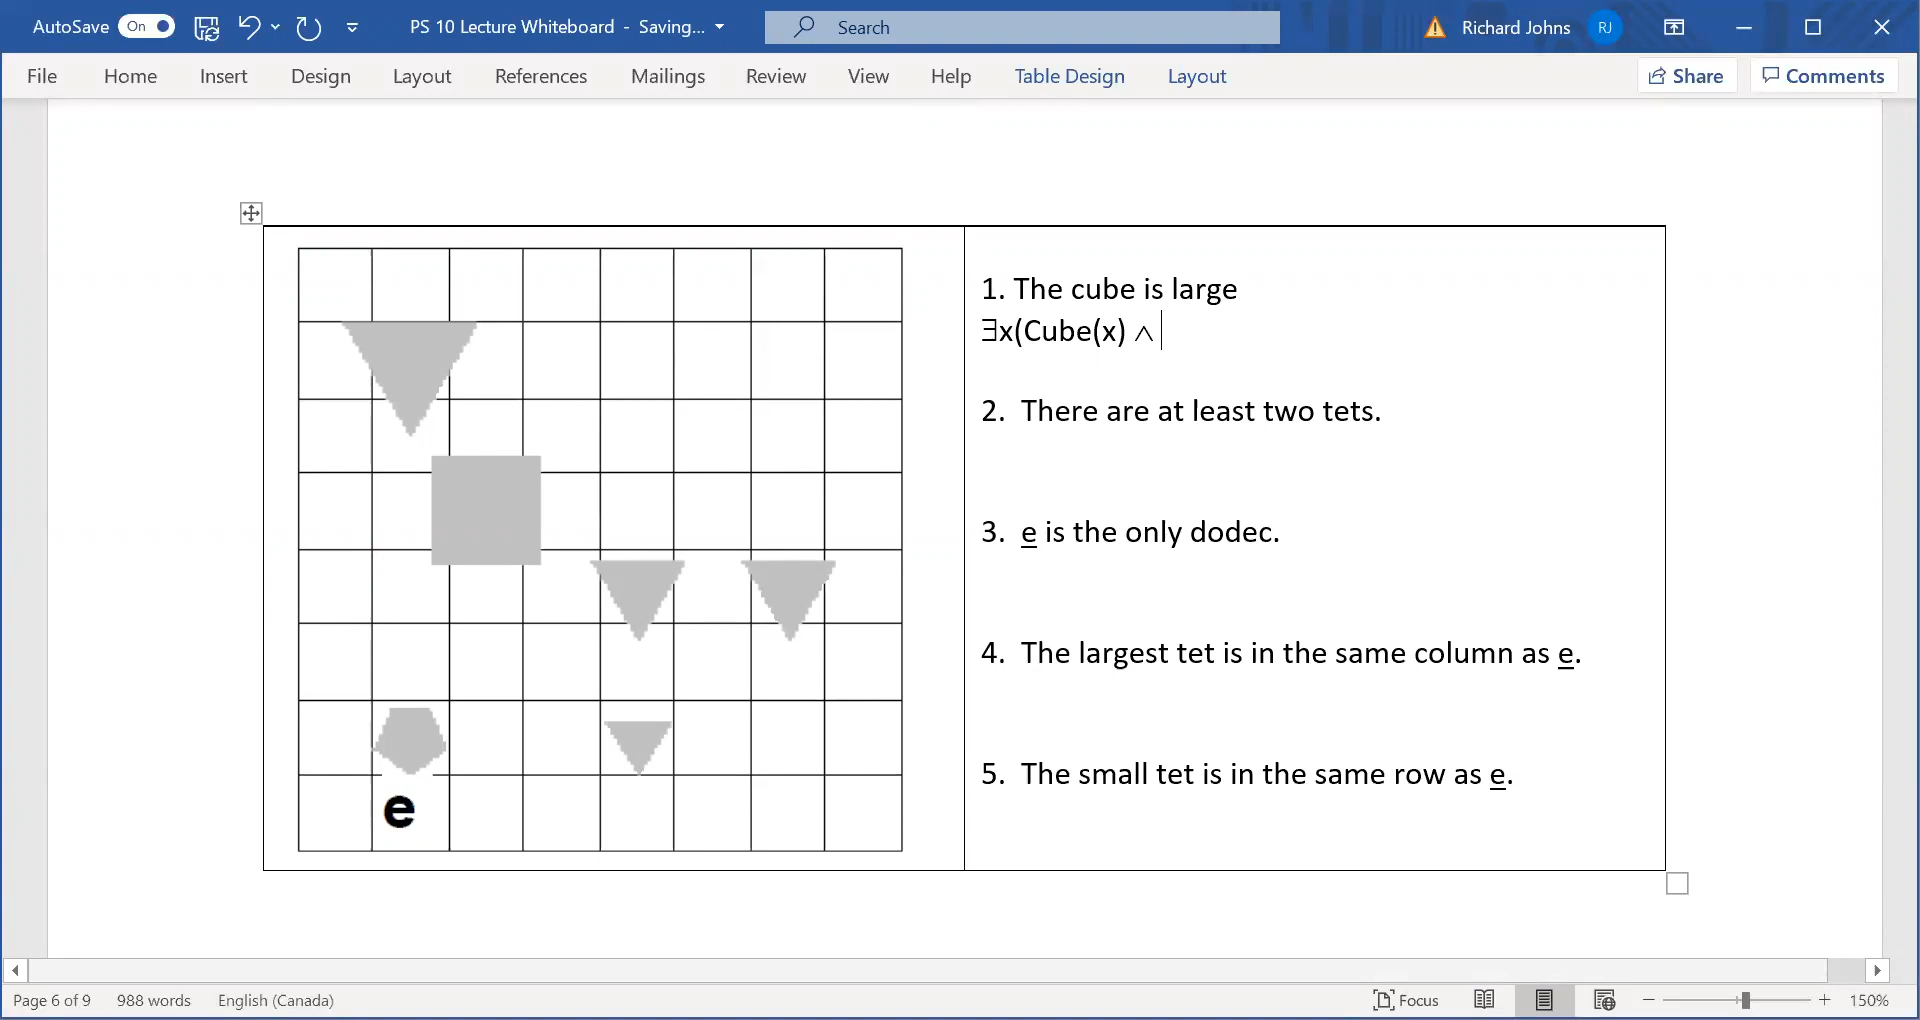 AutoSave On PS 10 Lecture Whiteboard - Saving... Search Richard Johns RJ
File Home Insert Design Layout References Mailings Review View Help Table Design Layout Share Comments
1. The cube is large
∃x(Cube(x) ∧
2. There are at least two tets.
3. e is the only dodec.
4. The largest tet is in the same column as e.
5. The small tet is in the same row as e.
e
Page 6 of 9 988 words English (Canada) Focus 150%